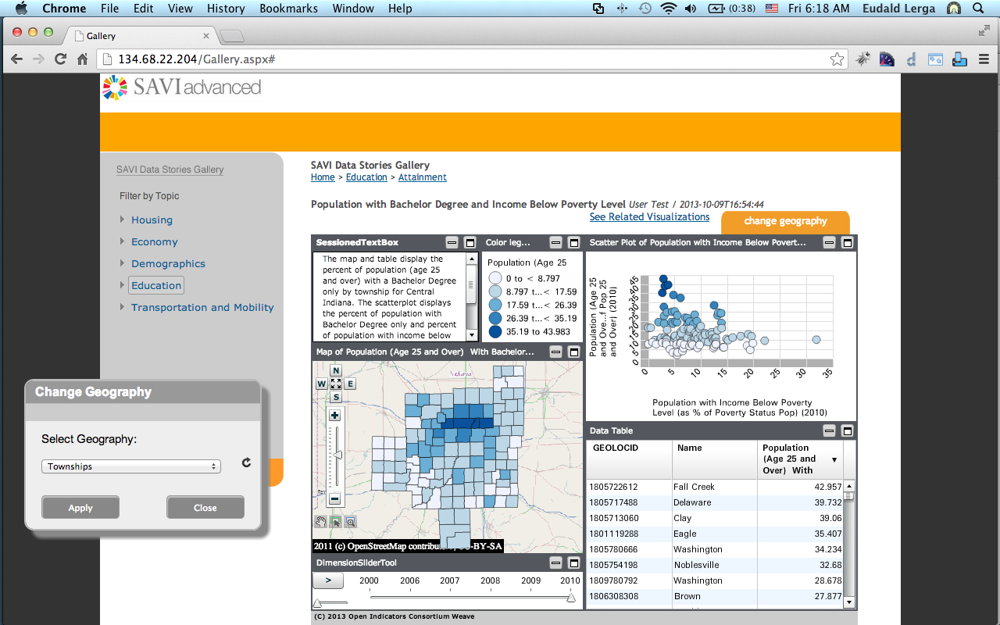 Chrome File Edit View History Bookmarks Window Help (0:38) Fri 6:18 AM Eudald Lerga
Gallery
134.68.22.204/Gallery.aspx#
SAVI advanced
SAVI Data Stories Gallery
Filter by Topic
Housing
Economy
Demographics
Education
Transportation and Mobility
SAVI Data Stories Gallery
Home > Education > Attainment
Population with Bachelor Degree and Income Below Poverty Level User Test / 2013-10-09T16:54:44
See Related Visualizations
change geography
SessionedTextBox
The map and table display the
percent of population (age 25
and over) with a Bachelor Degree
only by township for Central
Indiana. The scatterplot displays
the percent of population with
Bachelor Degree only and percent
of population with income below
Color leg...
Population (Age 25
0 to < 8.797
8.797 t...< 17.59
17.59 t...< 26.39
26.39 t...< 35.19
35.19 to 43.983
Scatter Plot of Population with Income Below Povert...
Population (Age 25
and Ove...f Pop 25
and Over) (2010)
0 5 10 15 20 25 30 35
Population with Income Below Poverty
Level (as % of Poverty Status Pop) (2010)
Map of Population (Age 25 and Over) With Bachelor...
N
W E
S
Indiana
2011 (c) OpenStreetMap contribu
-BY-SA
DimensionSliderTool
> 2000 2006 2007 2008 2009 2010
Data Table
GEOLOCID Name Population
(Age 25 and
Over) With
1805722612 Fall Creek 42.957
1805717488 Delaware 39.732
1805713060 Clay 39.06
1801119288 Eagle 35.407
1805780666 Washington 34.234
1805754198 Noblesville 32.68
1809780792 Washington 28.678
1806308308 Brown 27.877
(C) 2013 Open Indicators Consortium Weave
Change Geography
Select Geography:
Townships
Apply Close